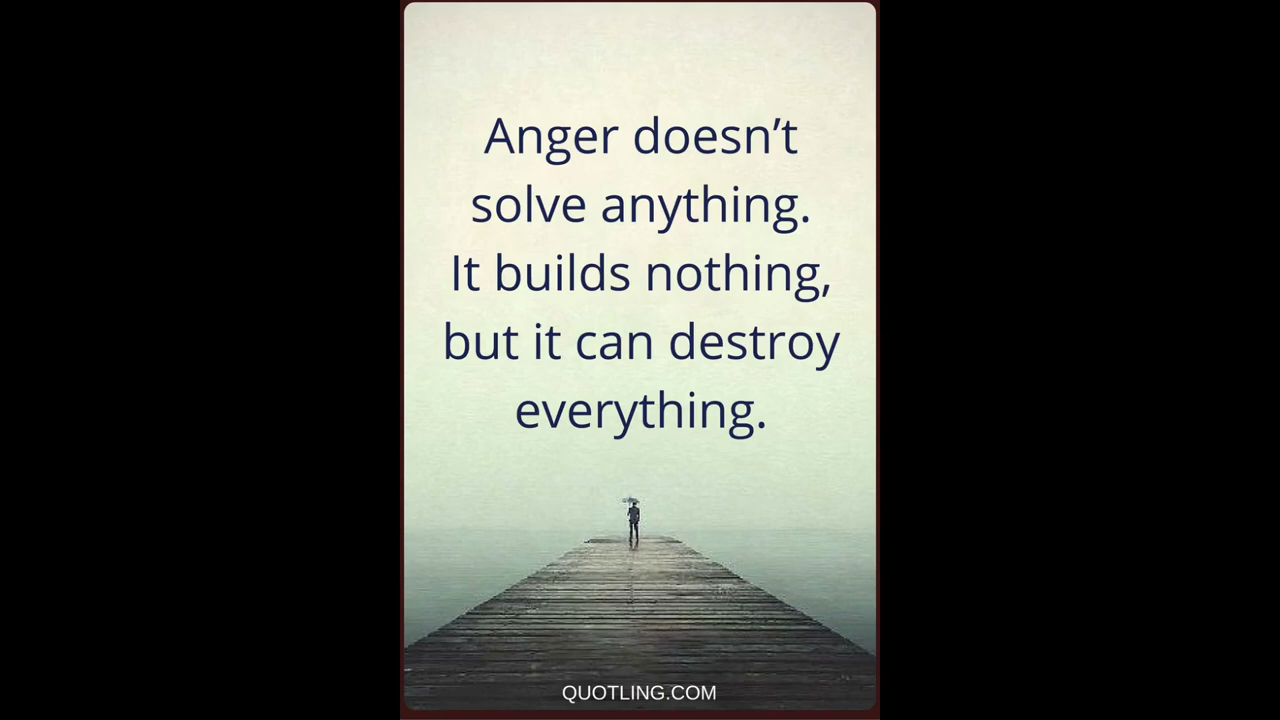 Anger doesn’t
solve anything.
It builds nothing,
but it can destroy
everything.
QUOTLING.COM